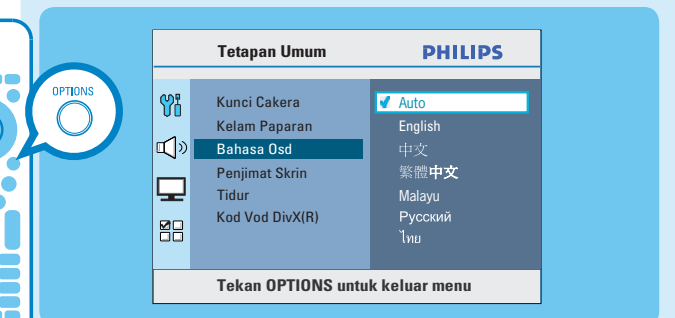 OPTIONS
Tetapan Umum
PHILIPS
Kunci Cakera
Kelam Paparan
Bahasa Osd
Penjimat Skrin
Tidur
Kod Vod DivX(R)
Auto
English
中文
繁體中文
Malayu
Русский
ไทย
Tekan OPTIONS untuk keluar menu